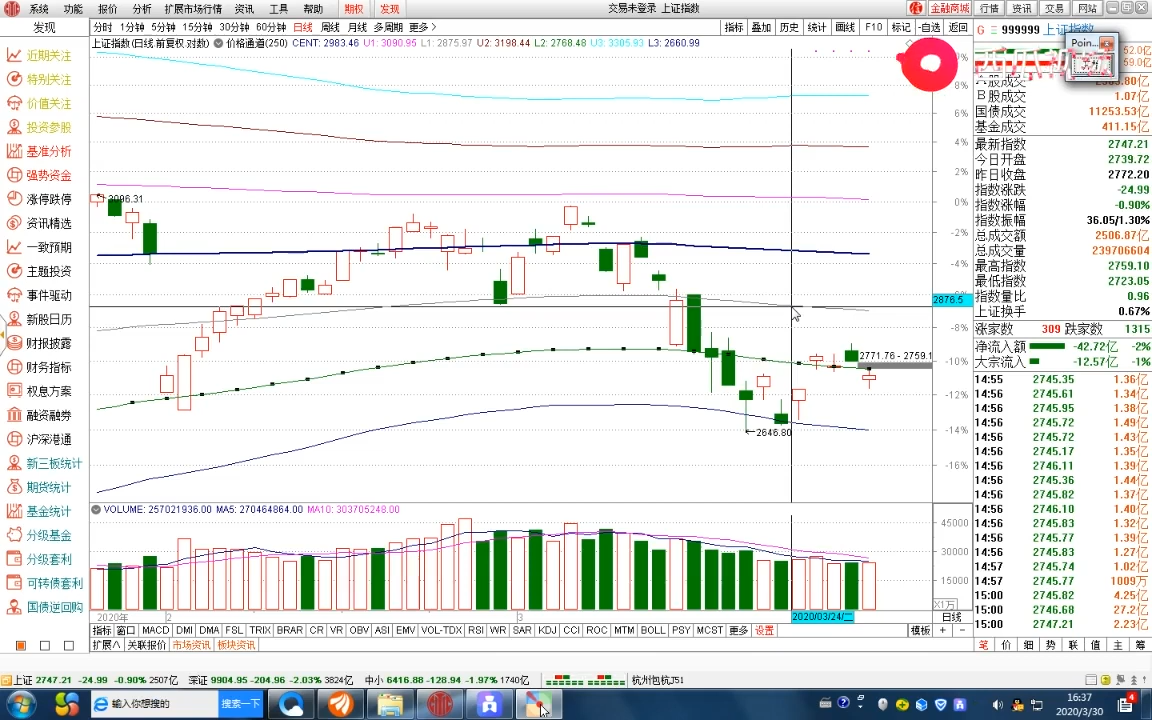 系统 功能 报价 分析 扩展市场行情 资讯 工具 帮助 期权 发现 交易未登录 上证指数 金融商城 行情 资讯 交易 网站
发现 分时 1分钟 5分钟 15分钟 30分钟 60分钟 日线 周线 月线 多周期 更多 指标 叠加 历史 统计 画线 F10 标记 -自选 返回
G 999999 上证指数
上证指数(日线.前复权.对数) 价格通道(250) CENT: 2983.46 U1: 3090.95 L1: 2875.97 U2: 3198.44 L2: 2768.48 U3: 3305.93 L3: 2660.99
Poin...
近期关注
特别关注
价值关注
投资参股
基准分析
强势资金
涨停跌停
资讯精选
一致预期
主题投资
事件驱动
新股日历
财报披露
财务指标
权息方案
融资融券
沪深港通
新三板统计
期货统计
基金统计
分级基金
分级套利
可转债套利
国债逆回购
8%
6%
4%
2%
0%
-2%
-4%
-8%
-10%
-12%
-14%
-16%
2876.5
2771.76 - 2759.1
2646.80
B股成交 1.07亿
国债成交 11253.53亿
基金成交 411.15亿
最新指数 2747.21
今日开盘 2739.72
昨日收盘 2772.20
指数涨跌 -24.99
指数涨幅 -0.90%
指数振幅 36.05/1.30%
总成交额 2506.87亿
总成交量 239706604
最高指数 2759.10
最低指数 2723.05
指数量比 0.96
上证换手 0.67%
涨家数 309 跌家数 1315
净流入额 -42.72亿 -2%
大宗流入 -12.57亿 -1%
14:55 2745.35 1.36亿
14:56 2745.61 1.34亿
14:56 2745.95 1.38亿
14:56 2745.72 1.49亿
14:56 2745.72 1.43亿
14:56 2745.17 1.35亿
14:56 2746.11 1.39亿
14:56 2745.36 1.44亿
14:56 2745.82 1.37亿
14:56 2746.10 1.40亿
14:56 2745.83 1.32亿
14:56 2745.77 1.39亿
14:56 2745.83 1.27亿
14:57 2745.74 1.02亿
14:57 2745.77 1009万
15:00 2745.82 4.25亿
15:00 2746.68 27.2亿
15:00 2747.21 2.23亿
VOLUME: 257021936.00 MA5: 270464864.00 MA10: 303705248.00
45000
30000
15000
X1万
2020年 2 3 2020/03/24/二 日线
指标 窗口 MACD DMI DMA FSL TRIX BRAR CR VR OBV ASI EMV VOL-TDX RSI WR SAR KDJ CCI ROC MTM BOLL PSY MCST 更多 设置 模板 + -
扩展∧ 关联报价 市场资讯 板块资讯 笔 价 细 势 联 值 主 筹
上证 2747.21 -24.99 -0.90% 2507亿 深证 9904.95 -204.96 -2.03% 3824亿 中小 6416.88 -128.94 -1.97% 1740亿 杭州包杭J51
输入你想搜的 搜索一下
16:37
2020/3/30
4